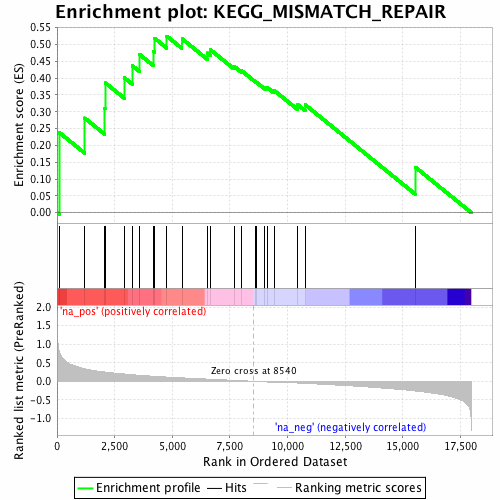 Enrichment plot: KEGG_MISMATCH_REPAIR
Enrichment score (ES)
0.55
0.50
0.45
0.40
0.35
0.30
0.25
0.20
0.15
0.10
0.05
0.00
Ranked list metric (PreRanked)
2.0
1.5
1.0
0.5
0.0
-0.5
-1.0
'na_pos' (positively correlated)
Zero cross at 8540
'na_neg' (negatively correlated)
0 2,500 5,000 7,500 10,000 12,500 15,000 17,500
Rank in Ordered Dataset
Enrichment profile Hits Ranking metric scores